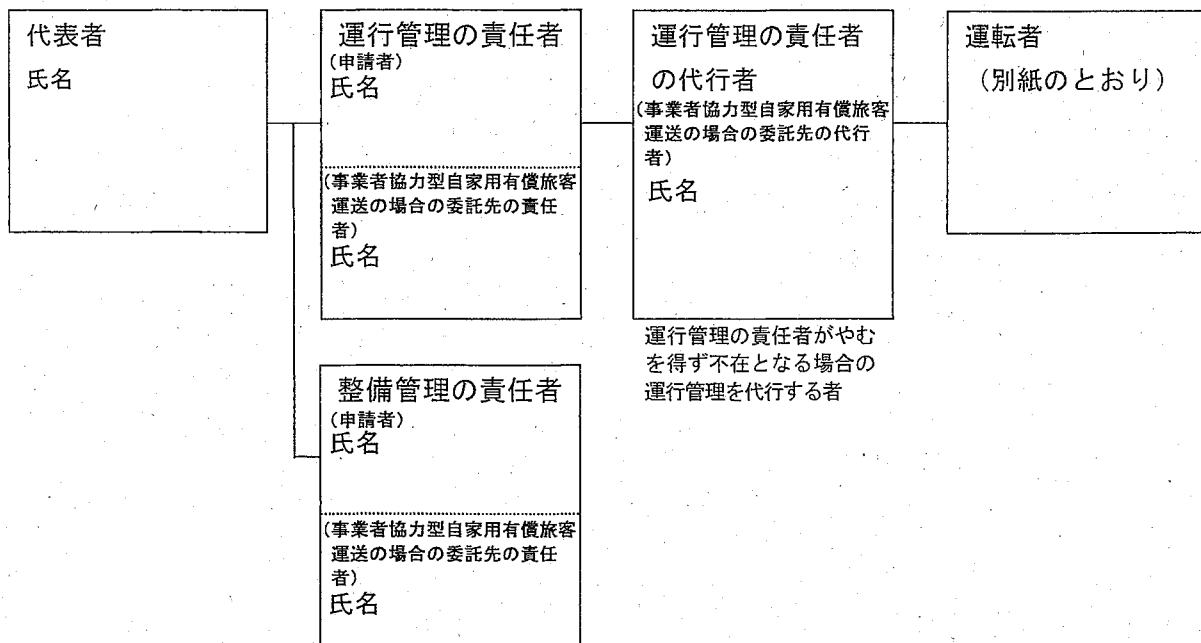 代表者
氏名
運行管理の責任者
(申請者)
氏名
(事業者協力型自家用有償旅客
運送の場合の委託先の責任
者)
氏名
運行管理の責任者
の代行者
(事業者協力型自家用有償旅客
運送の場合の委託先の代行
者)
氏名
運行管理の責任者がやむ
を得ず不在となる場合の
運行管理を代行する者
運転者
(別紙のとおり)
整備管理の責任者
(申請者)
氏名
(事業者協力型自家用有償旅客
運送の場合の委託先の責任
者)
氏名